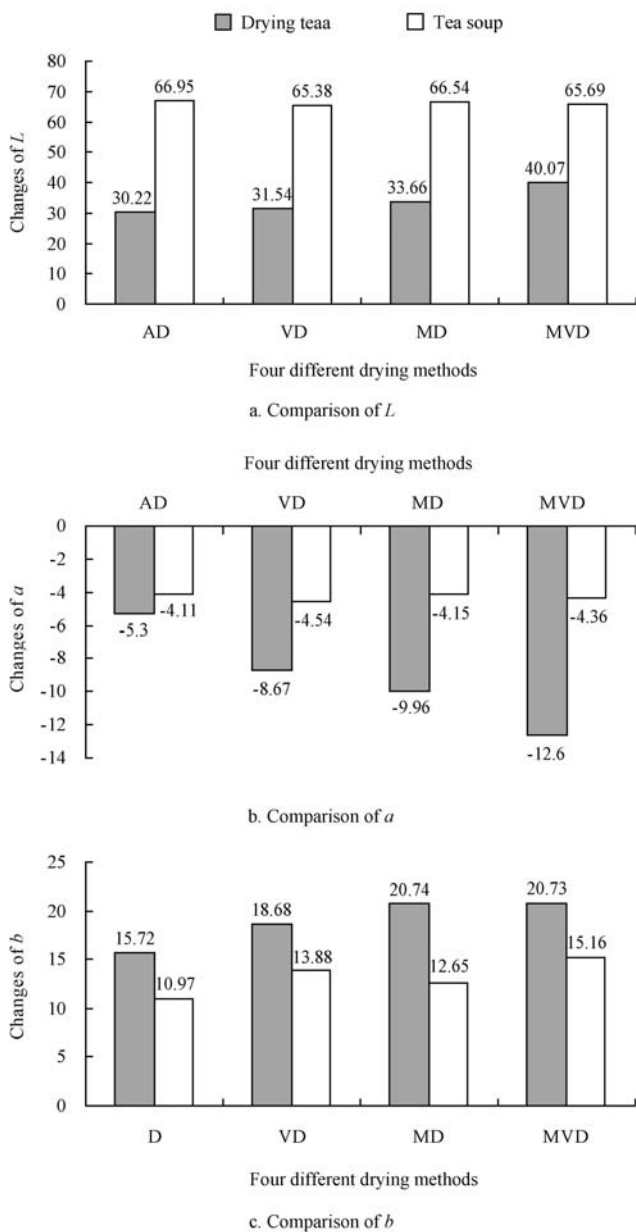 Drying teaa Tea soup
80
70
60
50
40
30
20
10
0
Changes of L
66.95 65.38 66.54 65.69
30.22 31.54 33.66 40.07
AD VD MD MVD
Four different drying methods
a. Comparison of L
Four different drying methods
AD VD MD MVD
0
-2
-4
-6
-8
-10
-12
-14
Changes of a
-5.3 -4.11 -8.67 -4.54 -9.96 -4.15 -12.6 -4.36
b. Comparison of a
25
20
15
10
5
0
Changes of b
15.72 18.68 20.74 20.73
10.97 13.88 12.65 15.16
D VD MD MVD
Four different drying methods
c. Comparison of b